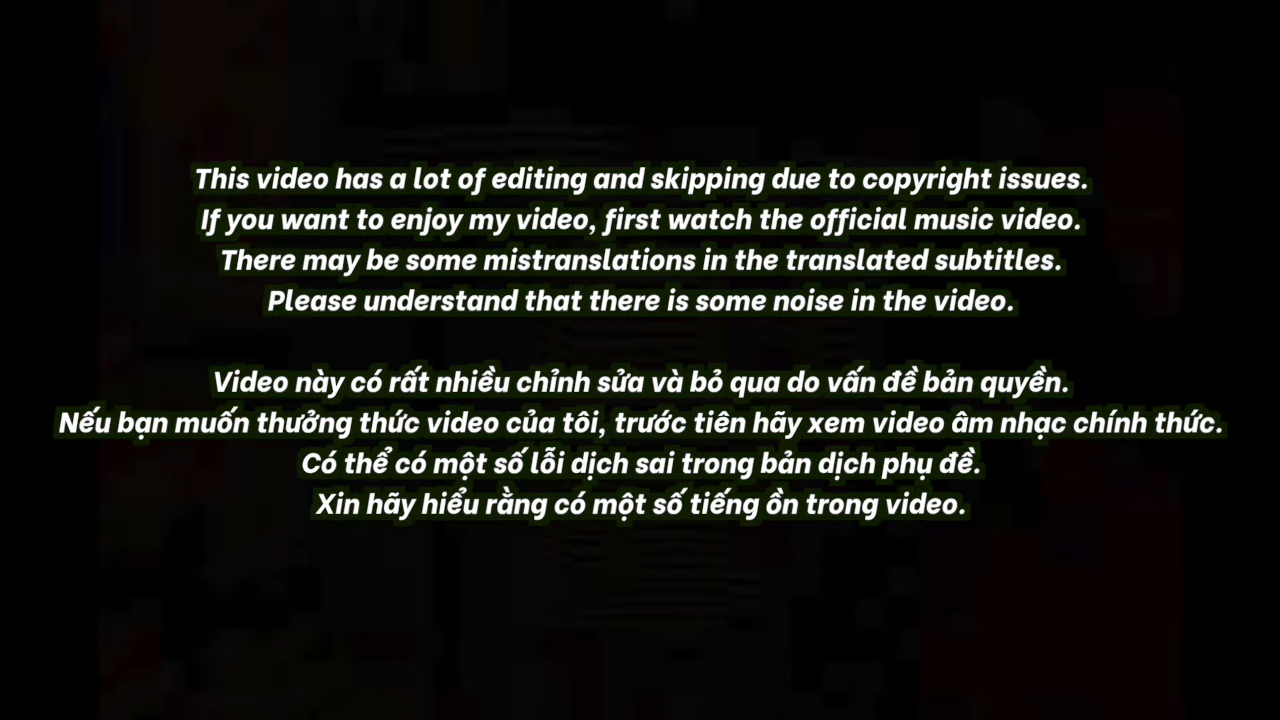 This video has a lot of editing and skipping due to copyright issues.
If you want to enjoy my video, first watch the official music video.
There may be some mistranslations in the translated subtitles.
Please understand that there is some noise in the video.
Video này có rất nhiều chỉnh sửa và bỏ qua do vấn đề bản quyền.
Nếu bạn muốn thưởng thức video của tôi, trước tiên hãy xem video âm nhạc chính thức.
Có thể có một số lỗi dịch sai trong bản dịch phụ đề.
Xin hãy hiểu rằng có một số tiếng ồn trong video.